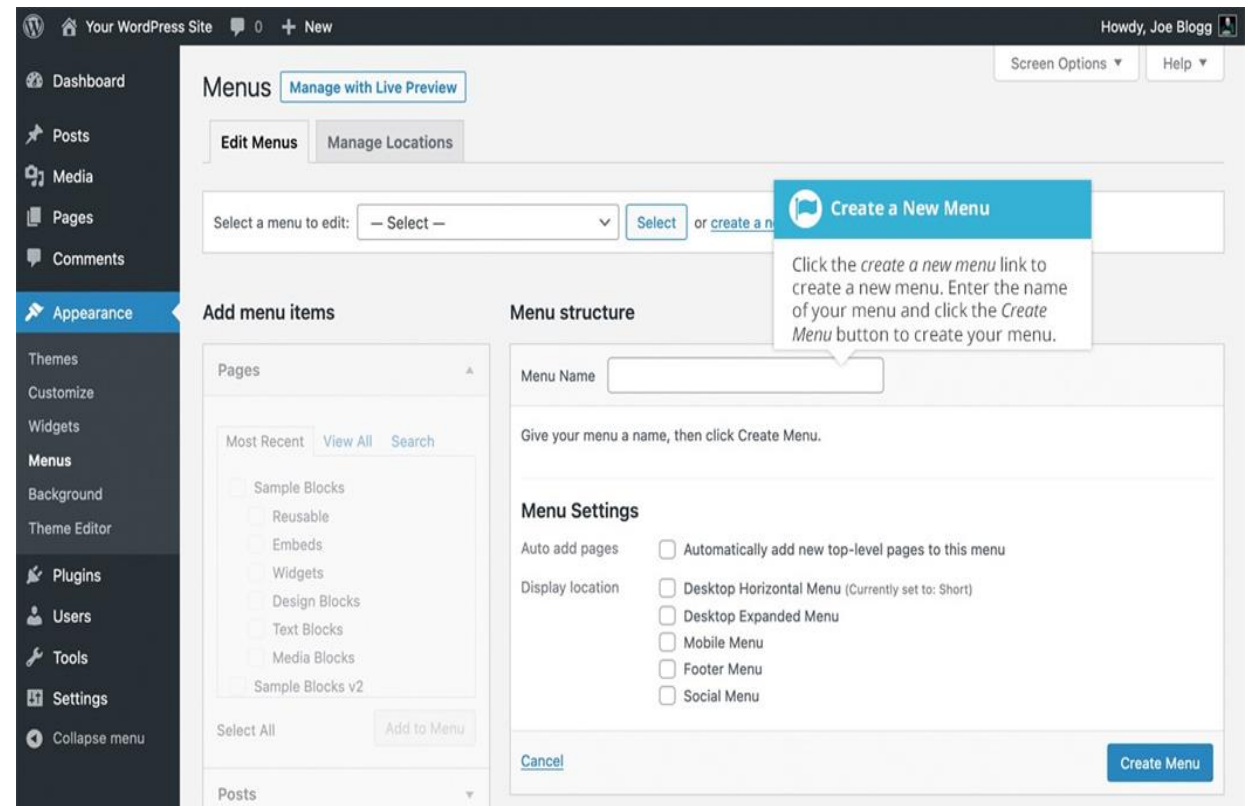 Your WordPress Site 0 + New Howdy, Joe Blogg
Dashboard
Posts
Media
Pages
Comments
Appearance
Themes
Customize
Widgets
Menus
Background
Theme Editor
Plugins
Users
Tools
Settings
Collapse menu
Screen Options ▼ Help ▼
Menus Manage with Live Preview
Edit Menus Manage Locations
Select a menu to edit: — Select — Select or create a n
Create a New Menu
Click the create a new menu link to
create a new menu. Enter the name
of your menu and click the Create
Menu button to create your menu.
Add menu items
Pages
Most Recent View All Search
Sample Blocks
Reusable
Embeds
Widgets
Design Blocks
Text Blocks
Media Blocks
Sample Blocks v2
Select All Add to Menu
Posts
Menu structure
Menu Name
Give your menu a name, then click Create Menu.
Menu Settings
Auto add pages Automatically add new top-level pages to this menu
Display location Desktop Horizontal Menu (Currently set to: Short)
Desktop Expanded Menu
Mobile Menu
Footer Menu
Social Menu
Cancel Create Menu